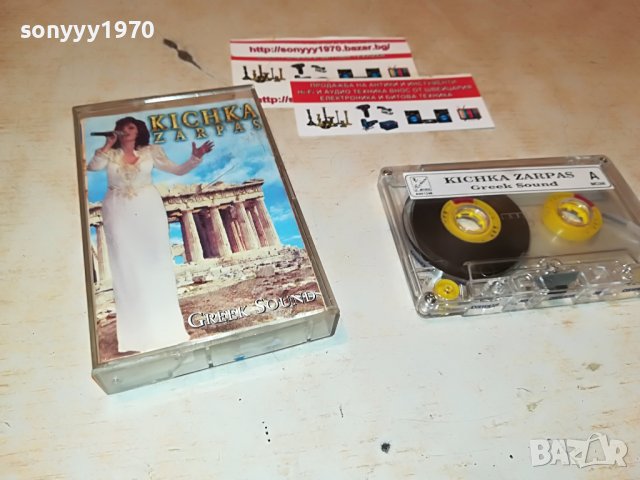 sonyyy1970
http://sonyyy1970.bazar.bg/
ПРОДАЖБА НА АНТИКИ И ИНСТРУМЕНТИ
Hi-Fi И АУДИО ТЕХНИКА ВНОС ОТ ШВЕЙЦАРИЯ
ЕЛЕКТРОНИКА И БИТОВА ТЕХНИКА
KICHKA
ZARPAS
GREEK SOUND
KICHKA ZARPAS
Greek Sound
A
sonyyy1970
bazar